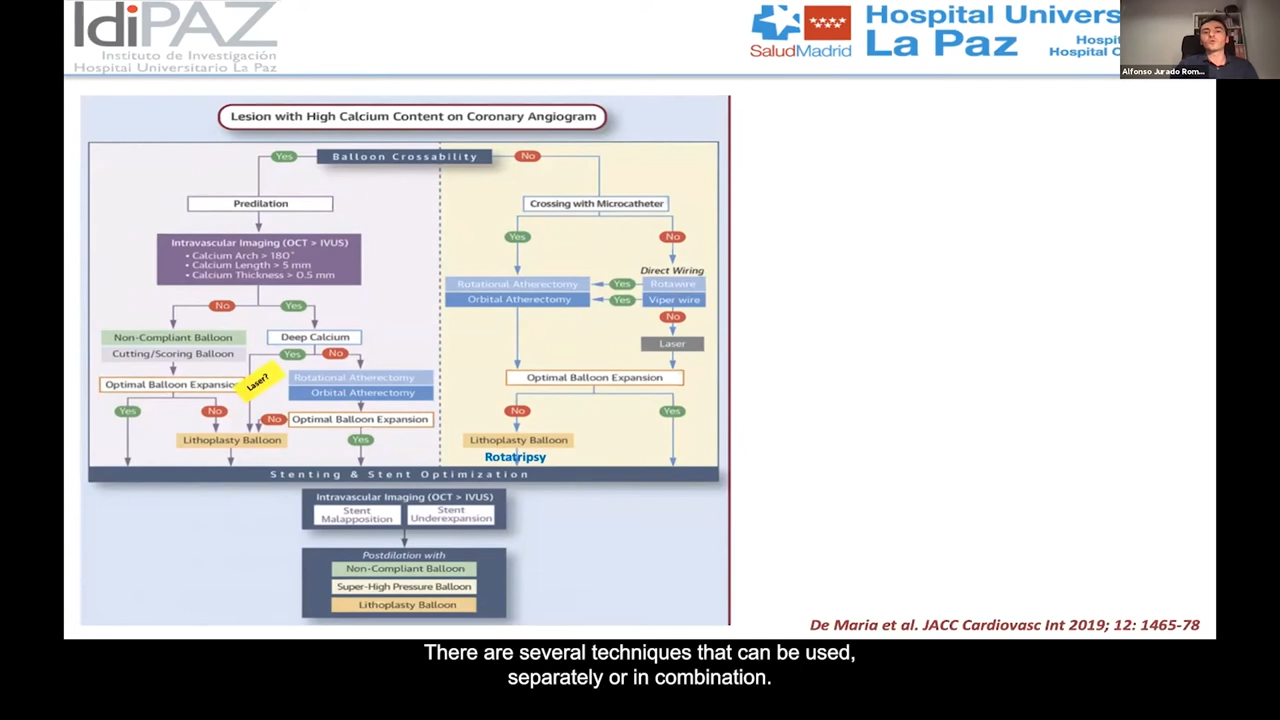 IdiPAZ
Instituto de Investigación
Hospital Universitario La Paz
SaludMadrid
Hospital Univers
La Paz
Hospi
Hospital C
Alfonso Jurado Rom...
Lesion with High Calcium Content on Coronary Angiogram
Yes
Balloon Crossability
No
Predilation
Crossing with Microcatheter
Intravascular Imaging (OCT > IVUS)
• Calcium Arch > 180°
• Calcium Length > 5 mm
• Calcium Thickness > 0.5 mm
Yes
No
Direct Wiring
Rotational Atherectomy
Yes
Rotawire
Orbital Atherectomy
Yes
Viper wire
No
Yes
No
Non-Compliant Balloon
Deep Calcium
Laser
Cutting/Scoring Balloon
Yes
No
Optimal Balloon Expansio
Laser?
Rotational Atherectomy
Orbital Atherectomy
Optimal Balloon Expansion
Yes
No
No
Optimal Balloon Expansion
No
Yes
Lithoplasty Balloon
Yes
Lithoplasty Balloon
Rotatripsy
Stenting & Stent Optimization
Intravascular Imaging (OCT > IVUS)
Stent
Malapposition
Stent
Underexpansion
Postdilation with
Non-Compliant Balloon
Super-High Pressure Balloon
Lithoplasty Balloon
De Maria et al. JACC Cardiovasc Int 2019; 12: 1465-78
There are several techniques that can be used,
separately or in combination.